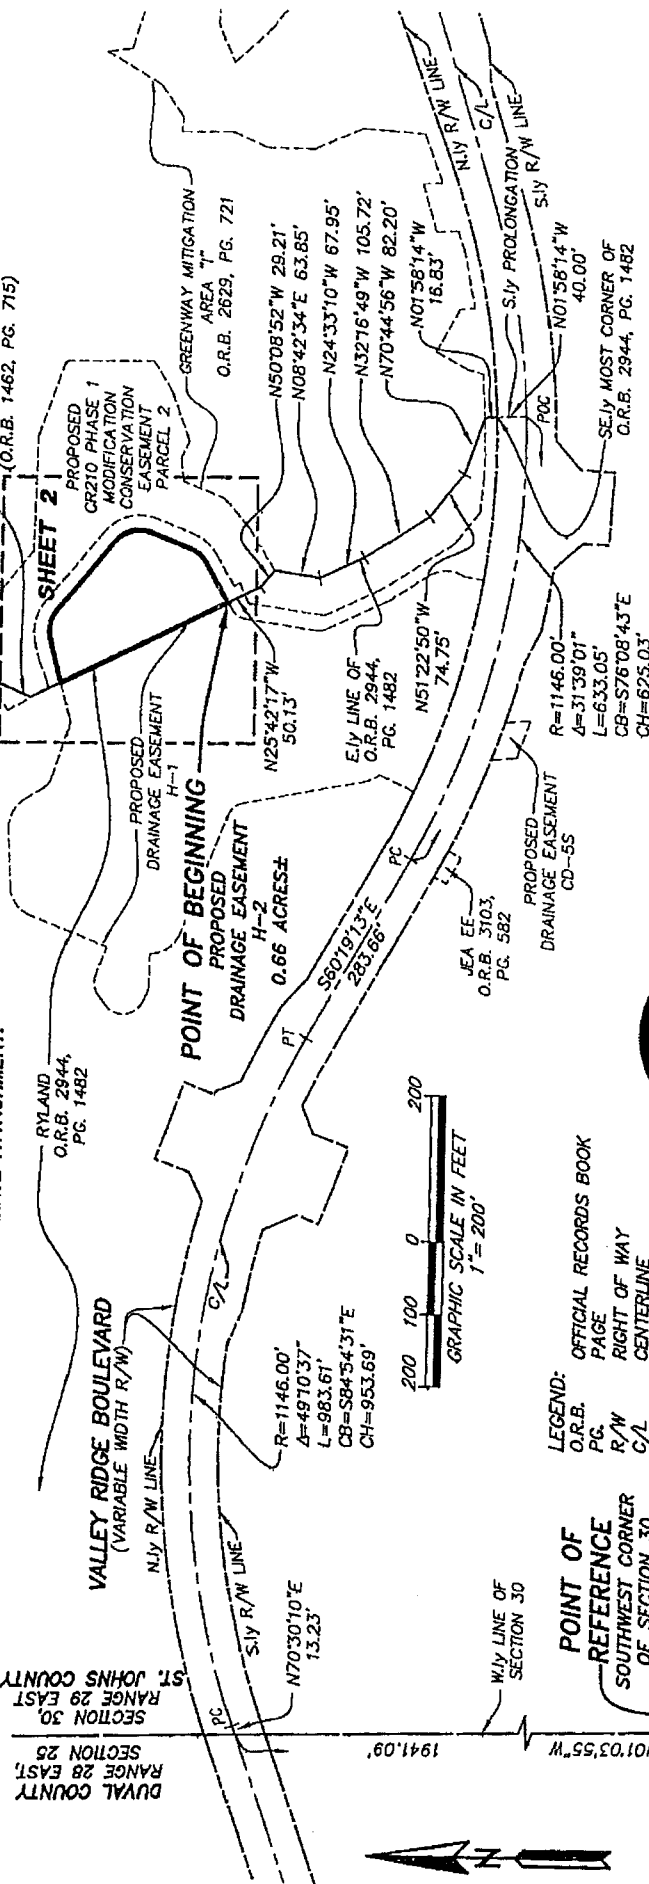 (O.R.B. 1462, PG. 715)
SHEET 2
PROPOSED
CR210 PHASE 1
MODIFICATION
CONSERVATION
EASEMENT
PARCEL 2
GREENWAY MITIGATION
AREA "I"
O.R.B. 2629, PG. 721
N50°08'52"W 29.21'
N08°42'34"E 63.85'
N24°33'10"W 67.95'
N32°16'49"W 105.72'
N70°44'56"W 82.20'
N01°58'14"W
16.83'
N.ly R/W LINE
C/L
S.ly R/W LINE
S.ly PROLONGATION
N01°58'14"W
40.00'
POC
SE.ly MOST CORNER OF
O.R.B. 2944, PG. 1482
RYLAND
O.R.B. 2944,
PG. 1482
PROPOSED
DRAINAGE EASEMENT
H-1
POINT OF BEGINNING
PROPOSED
DRAINAGE EASEMENT
H-2
0.66 ACRES±
N25°42'17"W
50.13'
E.ly LINE OF
O.R.B. 2944,
PG. 1482
N51°22'50"W
74.75'
R=1146.00'
Δ=31°39'01"
L=633.05'
CB=S76°08'43"E
CH=625.03'
PC
S60°19'13"E
283.66'
PT
JEA EE
O.R.B. 3103,
PG. 582
PROPOSED
DRAINAGE EASEMENT
CD-5S
VALLEY RIDGE BOULEVARD
(VARIABLE WIDTH R/W)
N.ly R/W LINE
C/L
S.ly R/W LINE
R=1146.00'
Δ=49°10'37"
L=983.61'
CB=S84°54'31"E
CH=953.69'
200 100 0 200
GRAPHIC SCALE IN FEET
1"= 200'
PC
N70°30'10"E
13.23'
DUVAL COUNTY
RANGE 28 EAST,
SECTION 25
SECTION 30,
RANGE 29 EAST
ST. JOHNS COUNTY
W.ly LINE OF
SECTION 30
1941.09'
01°03'55"W
POINT OF
REFERENCE
SOUTHWEST CORNER
OF SECTION 30
LEGEND:
O.R.B. OFFICIAL RECORDS BOOK
PG. PAGE
R/W RIGHT OF WAY
C/L CENTERLINE
N